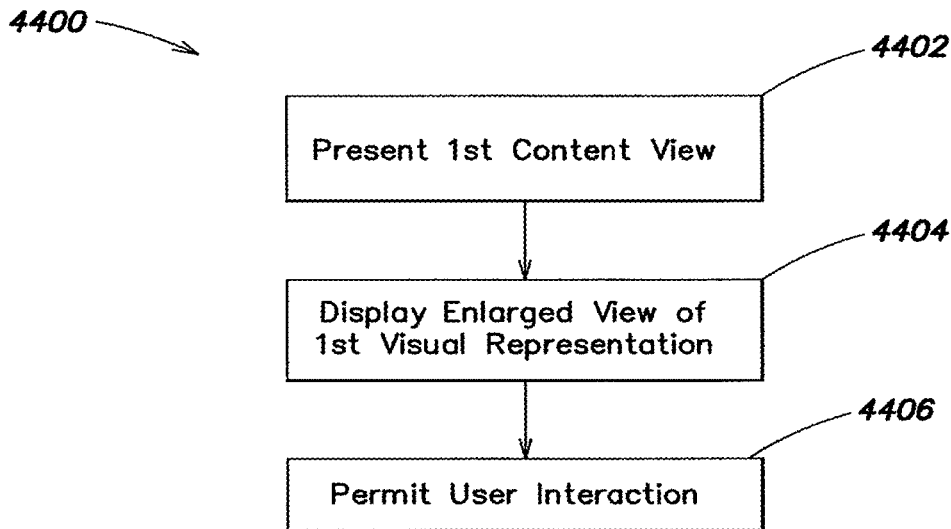 4400
4402
Present 1st Content View
4404
Display Enlarged View of
1st Visual Representation
4406
Permit User Interaction